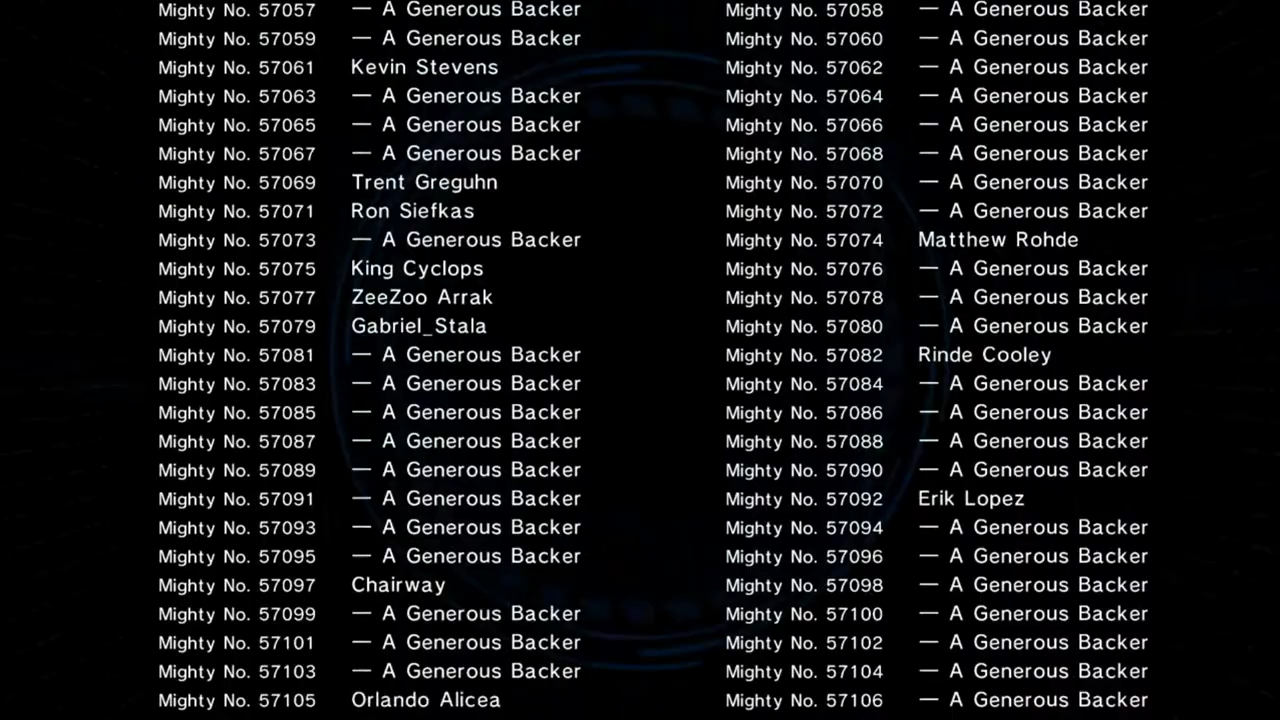 Mighty No. 57057 — A Generous Backer Mighty No. 57058 — A Generous Backer
Mighty No. 57059 — A Generous Backer Mighty No. 57060 — A Generous Backer
Mighty No. 57061 Kevin Stevens Mighty No. 57062 — A Generous Backer
Mighty No. 57063 — A Generous Backer Mighty No. 57064 — A Generous Backer
Mighty No. 57065 — A Generous Backer Mighty No. 57066 — A Generous Backer
Mighty No. 57067 — A Generous Backer Mighty No. 57068 — A Generous Backer
Mighty No. 57069 Trent Greguhn Mighty No. 57070 — A Generous Backer
Mighty No. 57071 Ron Siefkas Mighty No. 57072 — A Generous Backer
Mighty No. 57073 — A Generous Backer Mighty No. 57074 Matthew Rohde
Mighty No. 57075 King Cyclops Mighty No. 57076 — A Generous Backer
Mighty No. 57077 ZeeZoo Arrak Mighty No. 57078 — A Generous Backer
Mighty No. 57079 Gabriel_Stala Mighty No. 57080 — A Generous Backer
Mighty No. 57081 — A Generous Backer Mighty No. 57082 Rinde Cooley
Mighty No. 57083 — A Generous Backer Mighty No. 57084 — A Generous Backer
Mighty No. 57085 — A Generous Backer Mighty No. 57086 — A Generous Backer
Mighty No. 57087 — A Generous Backer Mighty No. 57088 — A Generous Backer
Mighty No. 57089 — A Generous Backer Mighty No. 57090 — A Generous Backer
Mighty No. 57091 — A Generous Backer Mighty No. 57092 Erik Lopez
Mighty No. 57093 — A Generous Backer Mighty No. 57094 — A Generous Backer
Mighty No. 57095 — A Generous Backer Mighty No. 57096 — A Generous Backer
Mighty No. 57097 Chairway Mighty No. 57098 — A Generous Backer
Mighty No. 57099 — A Generous Backer Mighty No. 57100 — A Generous Backer
Mighty No. 57101 — A Generous Backer Mighty No. 57102 — A Generous Backer
Mighty No. 57103 — A Generous Backer Mighty No. 57104 — A Generous Backer
Mighty No. 57105 Orlando Alicea Mighty No. 57106 — A Generous Backer